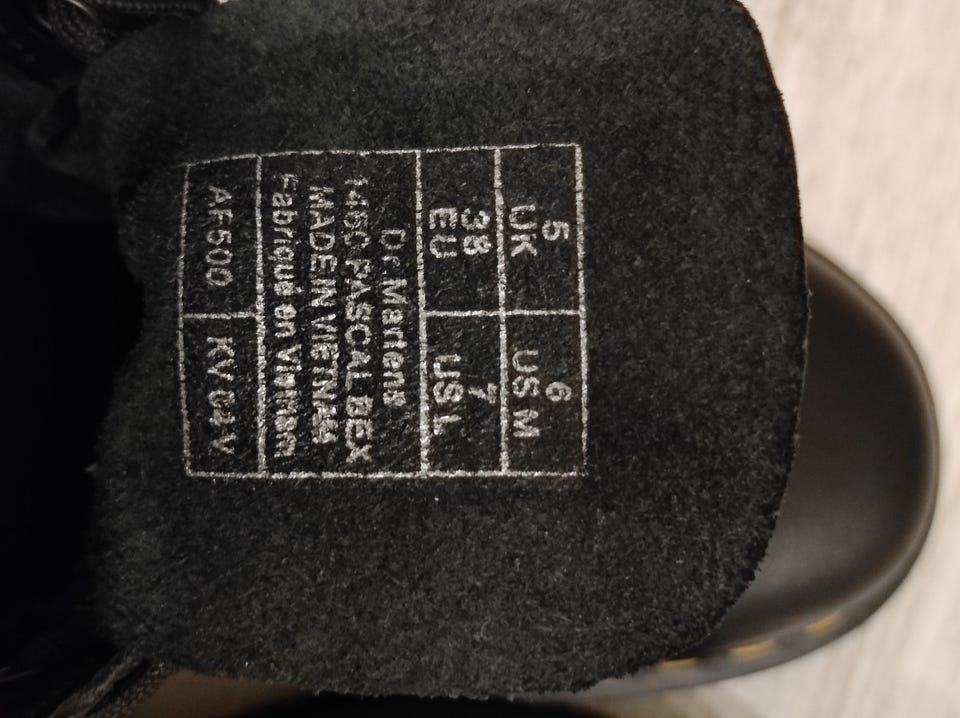 5 6
UK US M
38 7
EU US L
Dr. Martens
1460 PASCAL BEX
MADE IN VIETNAM
Fabriqué en Vietnam
AF500 KV